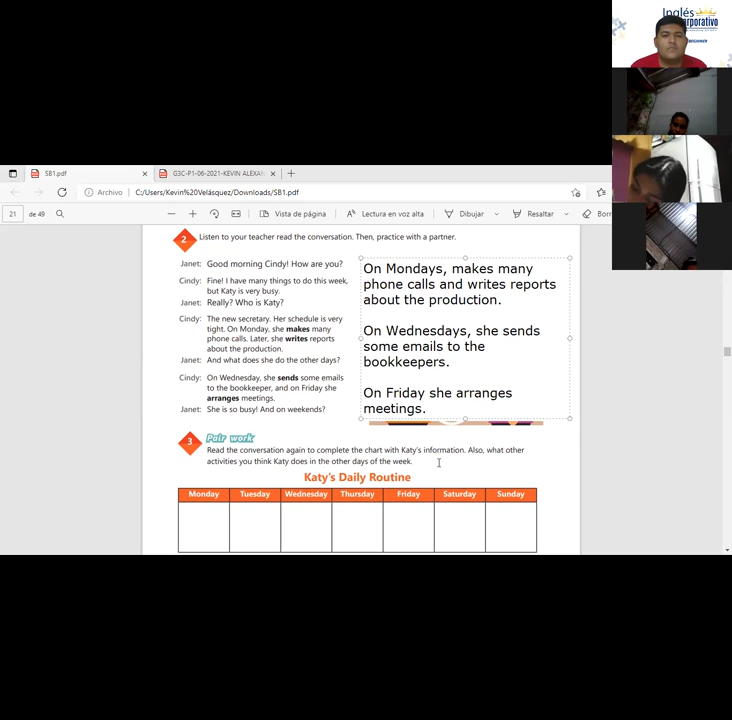 Inglés
orporativo
SB1.pdf
G3C-P1-06-2021-KEVIN ALEXAN
Archivo
C:/Users/Kevin%20Velásquez/Downloads/SB1.pdf
21 de 49
Vista de página
Lectura en voz alta
Dibujar
Resaltar
Borr
2 Listen to your teacher read the conversation. Then, practice with a partner.
Janet: Good morning Cindy! How are you?
Cindy: Fine! I have many things to do this week,
but Katy is very busy.
Janet: Really? Who is Katy?
Cindy: The new secretary. Her schedule is very
tight. On Monday, she makes many
phone calls. Later, she writes reports
about the production.
Janet: And what does she do the other days?
Cindy: On Wednesday, she sends some emails
to the bookkeeper, and on Friday she
arranges meetings.
Janet: She is so busy! And on weekends?
On Mondays, makes many
phone calls and writes reports
about the production.
On Wednesdays, she sends
some emails to the
bookkeepers.
On Friday she arranges
meetings.
3 Pair work
Read the conversation again to complete the chart with Katy's information. Also, what other
activities you think Katy does in the other days of the week.
Katy's Daily Routine
Monday Tuesday Wednesday Thursday Friday Saturday Sunday